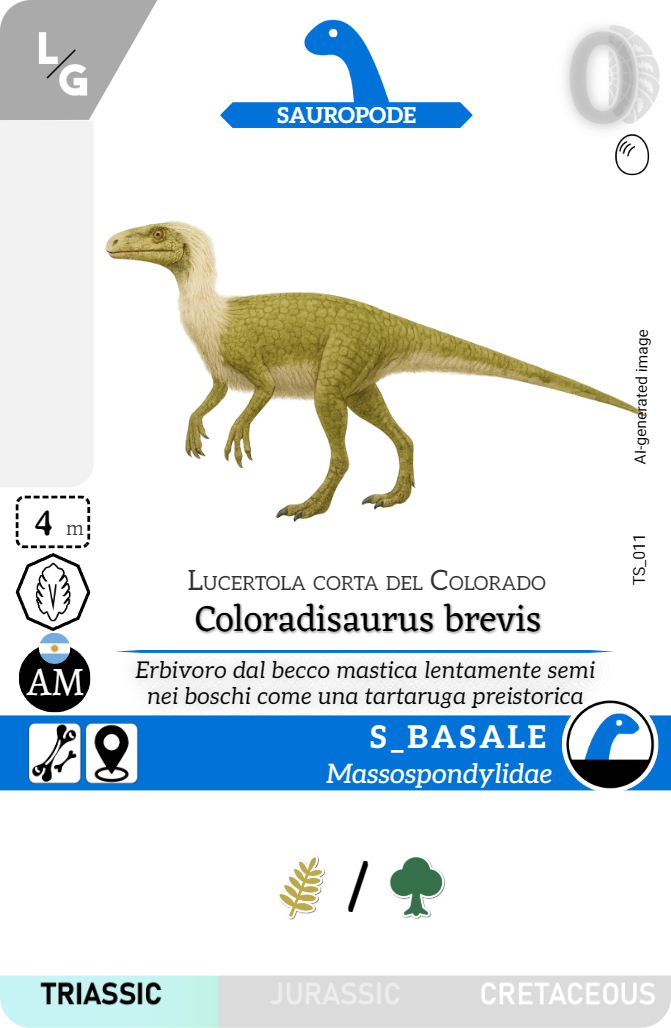 L/G
SAUROPODE
0
AI-generated image
TS_011
4 m
AM
Lucertola corta del Colorado
Coloradisaurus brevis
Erbivoro dal becco mastica lentamente semi
nei boschi come una tartaruga preistorica
S_BASALE
Massospondylidae
/
TRIASSIC JURASSIC CRETACEOUS